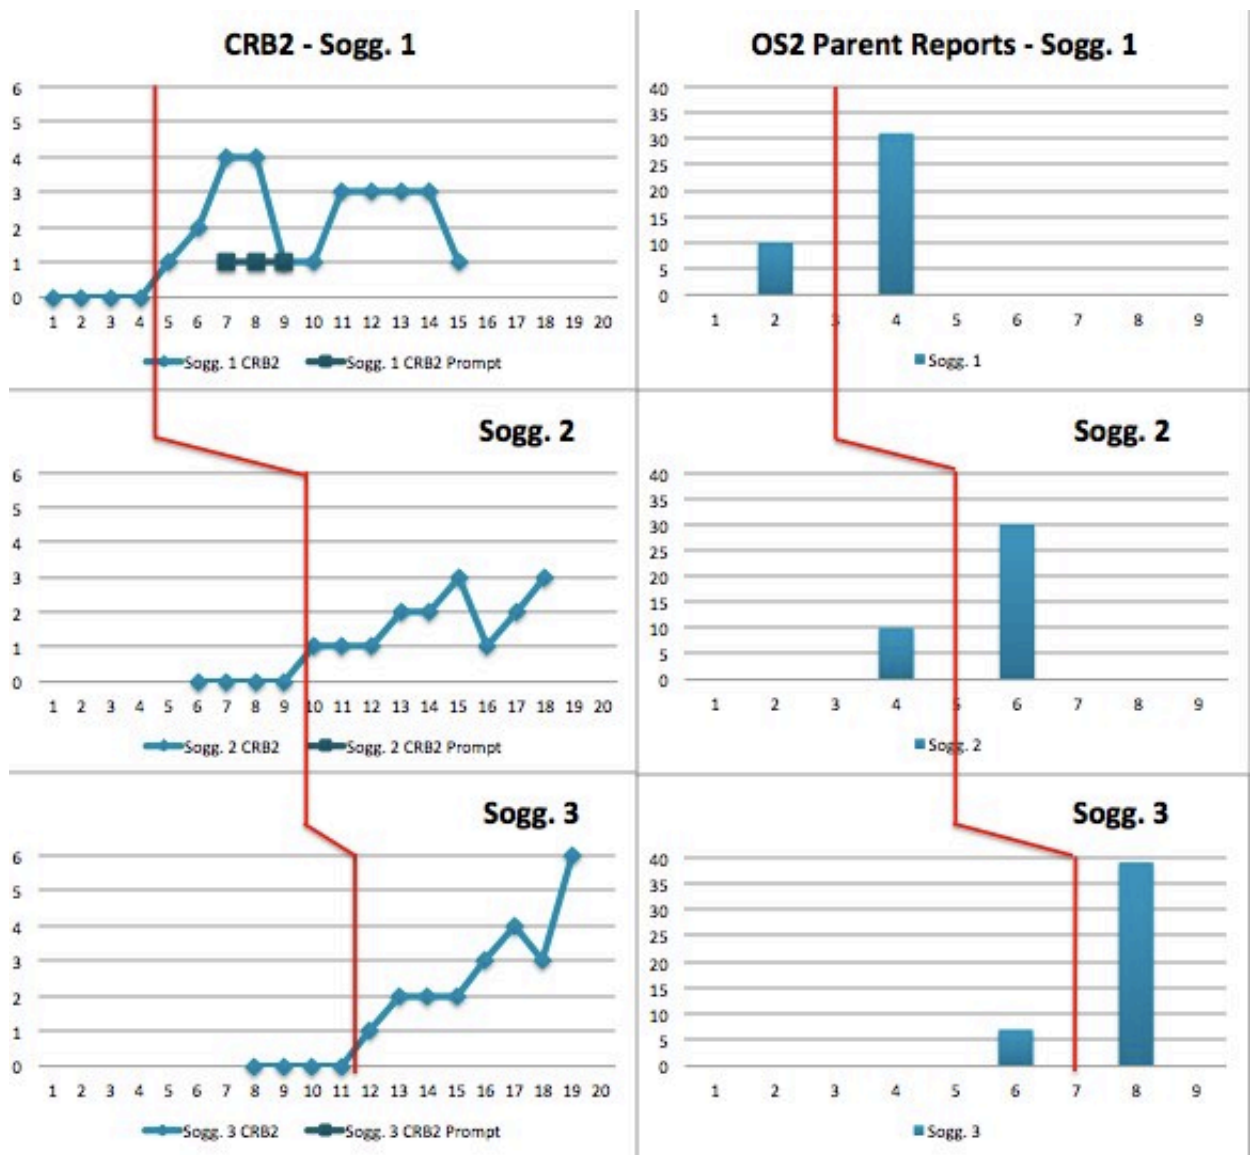 CRB2 - Sogg. 1
6
5
4
3
2
1
0
1 2 3 4 5 6 7 8 9 10 11 12 13 14 15 16 17 18 19 20
Sogg. 1 CRB2 Sogg. 1 CRB2 Prompt
OS2 Parent Reports - Sogg. 1
40
35
30
25
20
15
10
5
0
1 2 3 4 5 6 7 8 9
Sogg. 1
Sogg. 2
6
5
4
3
2
1
0
1 2 3 4 5 6 7 8 9 10 11 12 13 14 15 16 17 18 19 20
Sogg. 2 CRB2 Sogg. 2 CRB2 Prompt
Sogg. 2
40
35
30
25
20
15
10
5
0
1 2 3 4 5 6 7 8 9
Sogg. 2
Sogg. 3
6
5
4
3
2
1
0
1 2 3 4 5 6 7 8 9 10 11 12 13 14 15 16 17 18 19 20
Sogg. 3 CRB2 Sogg. 3 CRB2 Prompt
Sogg. 3
40
35
30
25
20
15
10
5
0
1 2 3 4 5 6 7 8 9
Sogg. 3